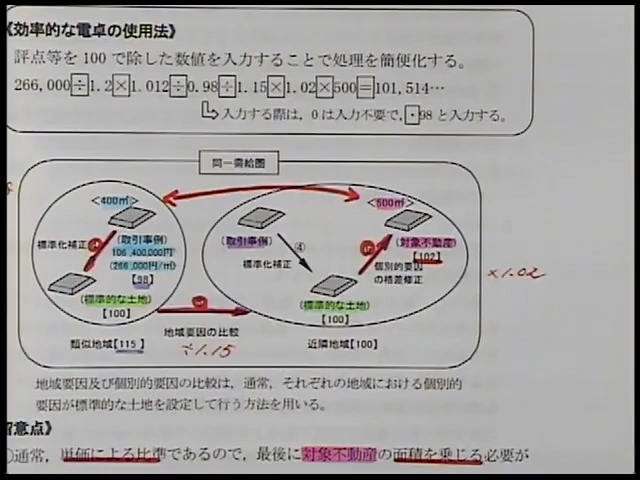 《効率的な電卓の使用法》
評点等を100で除した数値を入力することで処理を簡便化する。
266,000÷1.2×1.012÷0.98÷1.15×1.02×500=101,514…
入力する際は，0は入力不要で，・98と入力する。
同一需給圏
<400㎡>
<500㎡>
(取引事例)
106,400,000円
(266,000円/㎡)
【98】
標準化補正
(標準的な土地)
【100】
類似地域【115】
地域要因の比較
÷1.15
(取引事例)
標準化補正
④
(標準的な土地)
【100】
個別的要因
の格差修正
(対象不動産)
【102】
近隣地域【100】
×1.02
地域要因及び個別的要因の比較は，通常，それぞれの地域における個別的
要因が標準的な土地を設定して行う方法を用いる。
意点》
通常，単価による比準であるので，最後に対象不動産の面積を乗じる必要が